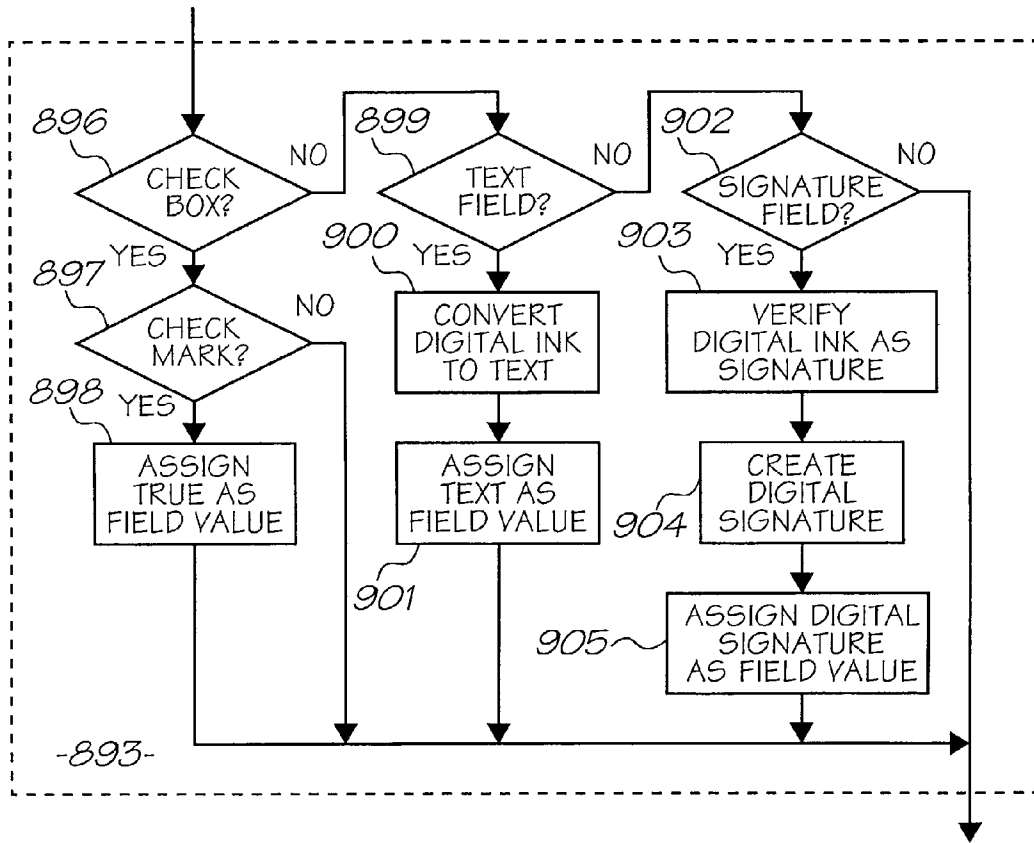 896
CHECK
BOX?
NO
YES
897
CHECK
MARK?
NO
YES
898
ASSIGN
TRUE AS
FIELD VALUE
899
TEXT
FIELD?
NO
YES
900
CONVERT
DIGITAL INK
TO TEXT
ASSIGN
TEXT AS
FIELD VALUE
901
902
SIGNATURE
FIELD?
NO
YES
903
VERIFY
DIGITAL INK AS
SIGNATURE
CREATE
DIGITAL
SIGNATURE
904
ASSIGN DIGITAL
SIGNATURE
AS FIELD VALUE
905
-893-